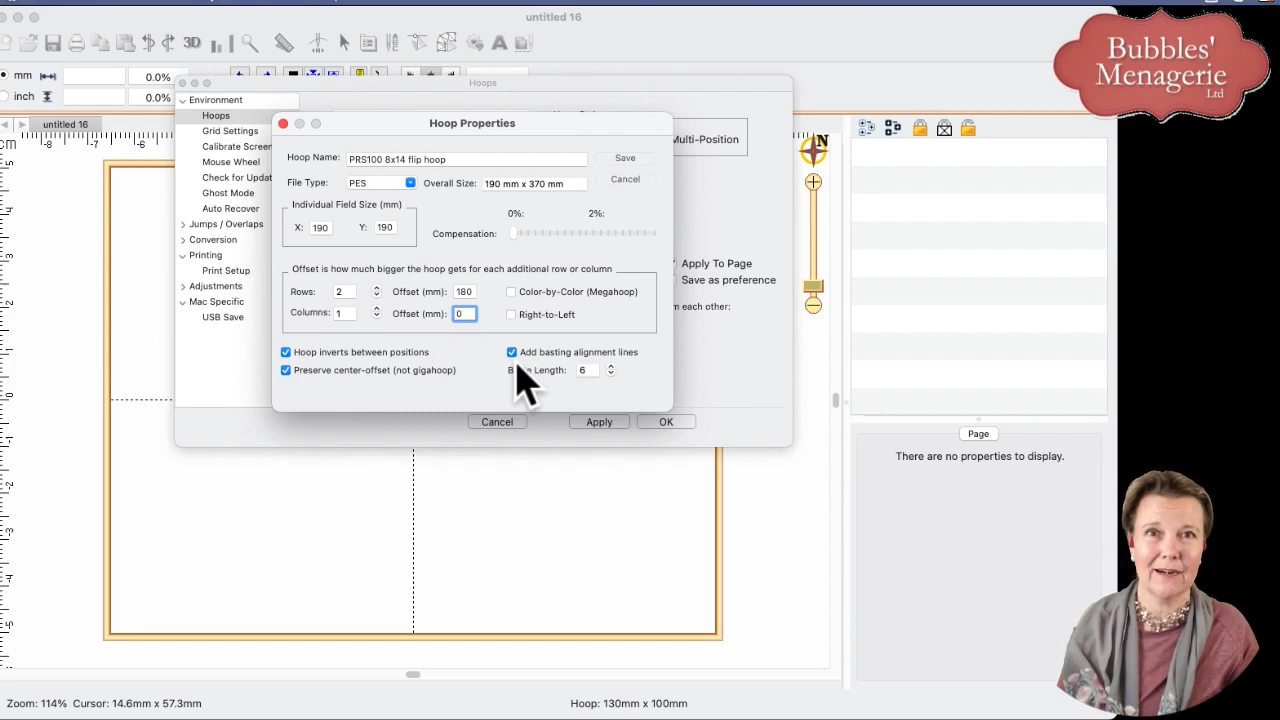 untitled 16
Bubbles'
Menagerie
Ltd
3D
mm
0.0%
inch
0.0%
Hoops
Environment
Hoops
Grid Settings
Calibrate Screen
Mouse Wheel
Check for Updat
Ghost Mode
Auto Recover
Jumps / Overlaps
Conversion
Printing
Print Setup
Adjustments
Mac Specific
USB Save
untitled 16
-8 -7 -6
Hoop Properties
Hoop Name: PRS100 8x14 flip hoop
Save
File Type: PES
Overall Size: 190 mm x 370 mm
Cancel
Individual Field Size (mm)
X: 190 Y: 190
0%: 2%:
Compensation:
Offset is how much bigger the hoop gets for each additional row or column
Rows: 2 Offset (mm): 180 Color-by-Color (Megahoop)
Columns: 1 Offset (mm): 0 Right-to-Left
Hoop inverts between positions
Add basting alignment lines
Preserve center-offset (not gigahoop)
Length: 6
Multi-Position
Apply To Page
Save as preference
m each other:
Cancel
Apply
OK
N
Page
There are no properties to display.
Zoom: 114% Cursor: 14.6mm x 57.3mm
Hoop: 130mm x 100mm